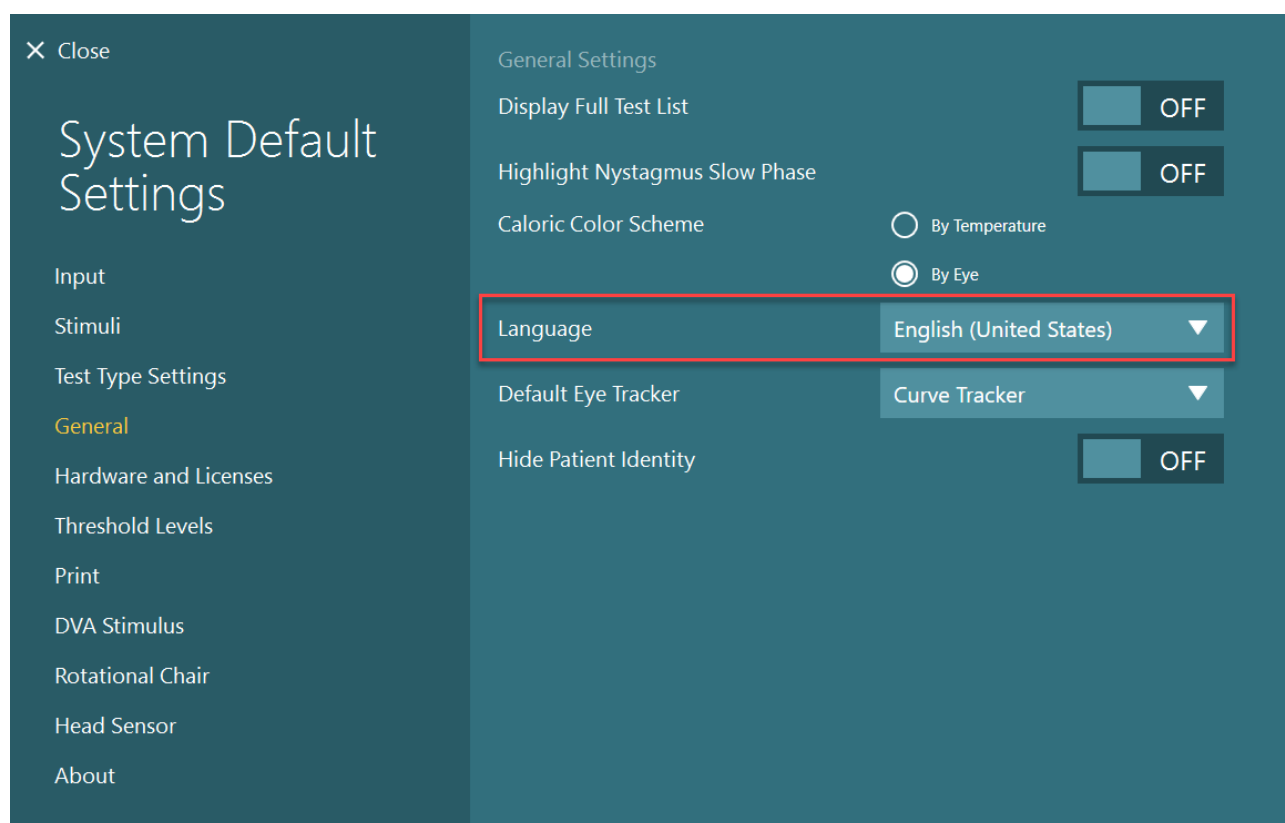 Close
System Default
Settings
Input
Stimuli
Test Type Settings
General
Hardware and Licenses
Threshold Levels
Print
DVA Stimulus
Rotational Chair
Head Sensor
About
General Settings
Display Full Test List OFF
Highlight Nystagmus Slow Phase OFF
Caloric Color Scheme By Temperature
By Eye
Language English (United States)
Default Eye Tracker Curve Tracker
Hide Patient Identity OFF